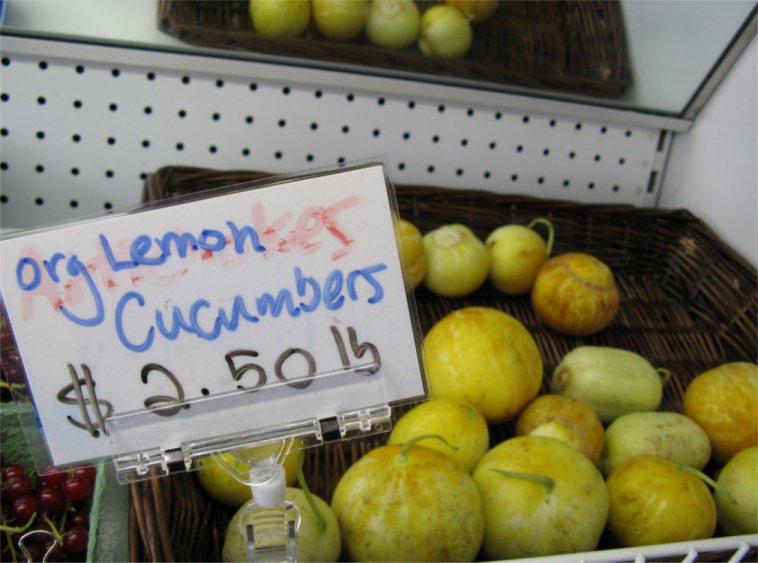 org Lemon
Cucumbers
$2.50 lb